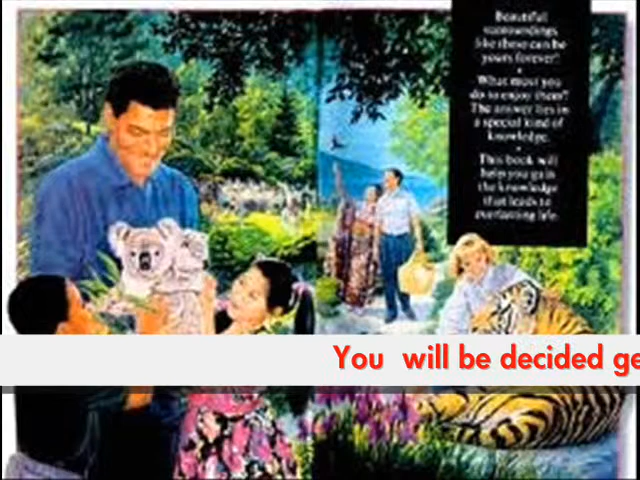 Beautiful
surroundings
like these can be
yours forever!
What must you
do to enjoy them?
The answer lies in
a special kind of
knowledge.
This book will
help you gain
the knowledge
that leads to
everlasting life.
You will be decided ge